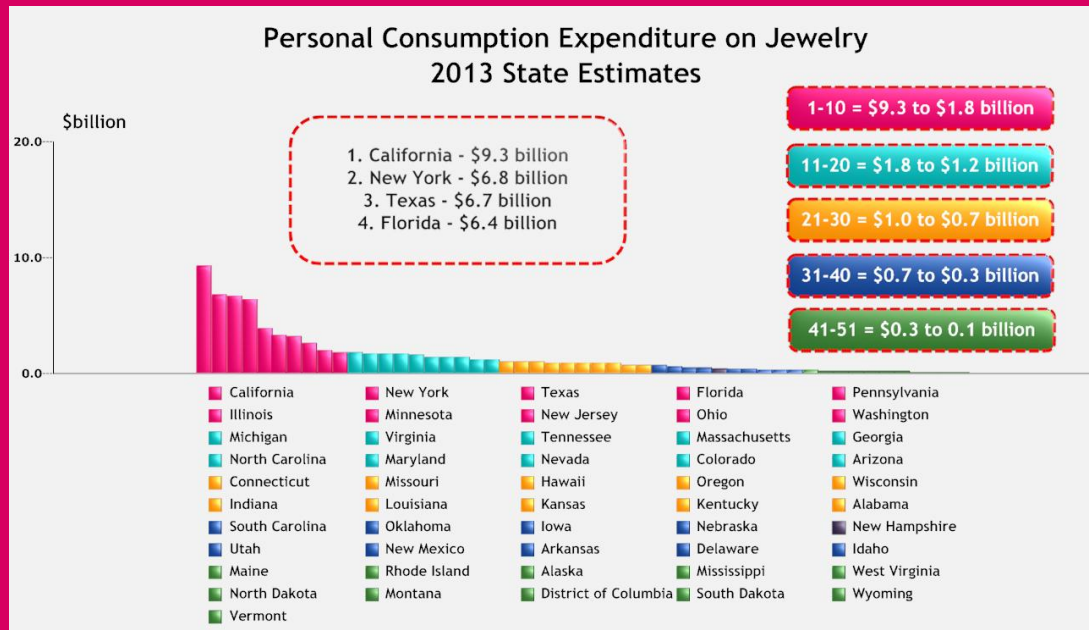 Personal Consumption Expenditure on Jewelry
2013 State Estimates
$billion
20.0
10.0
0.0
1. California - $9.3 billion
2. New York - $6.8 billion
3. Texas - $6.7 billion
4. Florida - $6.4 billion
1-10 = $9.3 to $1.8 billion
11-20 = $1.8 to $1.2 billion
21-30 = $1.0 to $0.7 billion
31-40 = $0.7 to $0.3 billion
41-51 = $0.3 to 0.1 billion
California New York Texas Florida Pennsylvania
Illinois Minnesota New Jersey Ohio Washington
Michigan Virginia Tennessee Massachusetts Georgia
North Carolina Maryland Nevada Colorado Arizona
Connecticut Missouri Hawaii Oregon Wisconsin
Indiana Louisiana Kansas Kentucky Alabama
South Carolina Oklahoma Iowa Nebraska New Hampshire
Utah New Mexico Arkansas Delaware Idaho
Maine Rhode Island Alaska Mississippi West Virginia
North Dakota Montana District of Columbia South Dakota Wyoming
Vermont